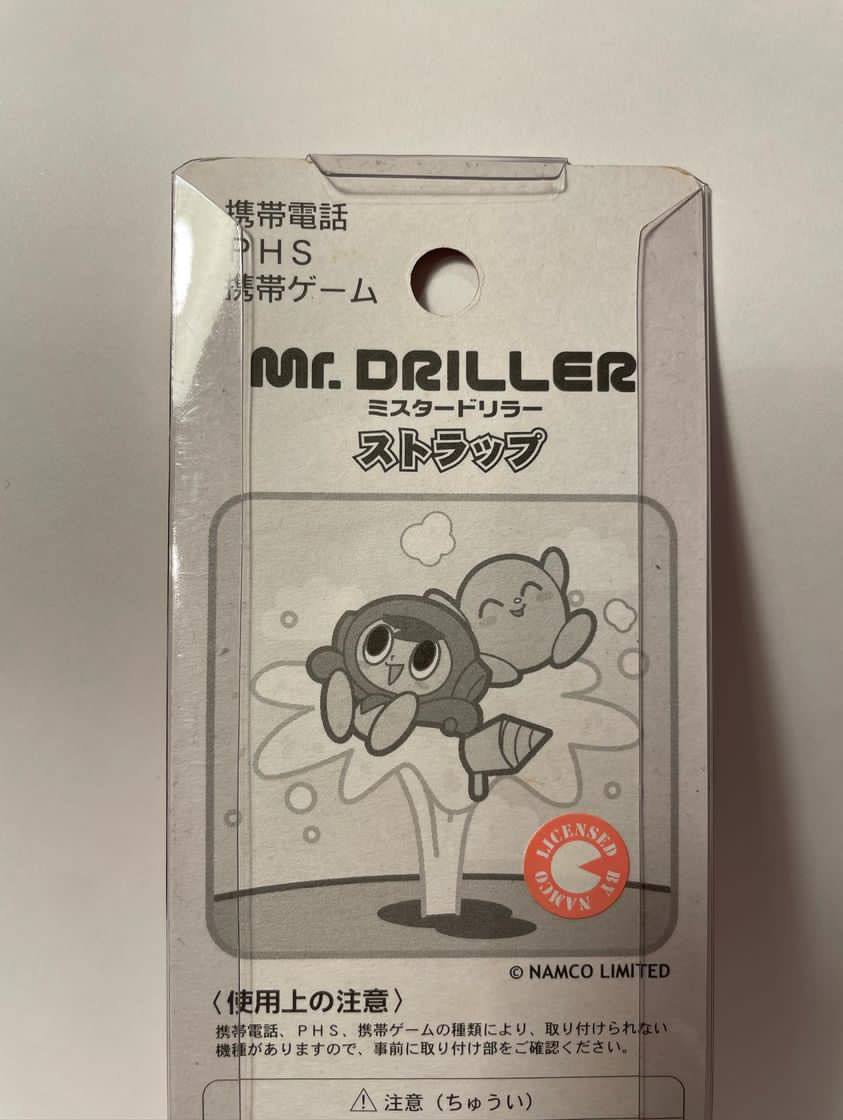 携帯電話
PHS
携帯ゲーム
Mr. DRILLER
ミスタードリラー
ストラップ
LICENSED BY NAMCO
© NAMCO LIMITED
〈使用上の注意〉
携帯電話、PHS、携帯ゲームの種類により、取り付けられない
機種がありますので、事前に取り付け部をご確認ください。
⚠ 注意（ちゅうい）